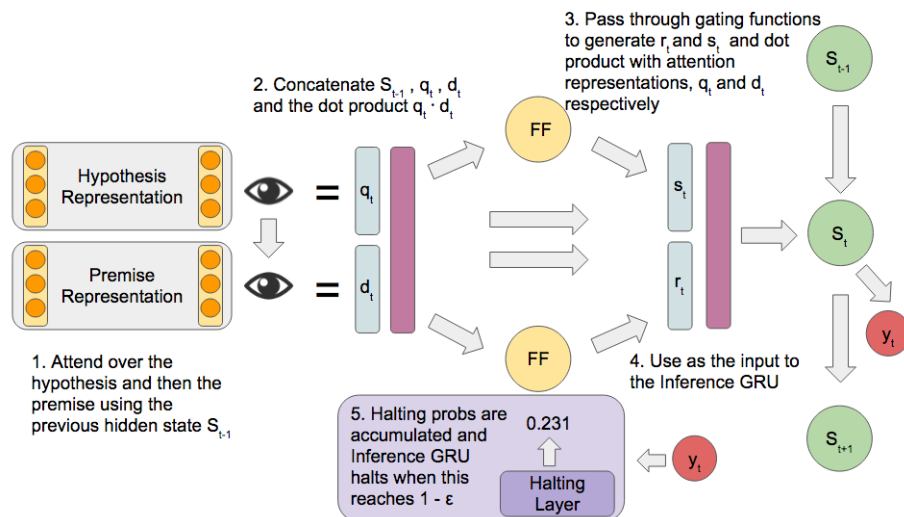 3. Pass through gating functions
to generate rₜ and sₜ and dot
product with attention
representations, qₜ and dₜ
respectively
2. Concatenate Sₜ₋₁ , qₜ , dₜ
and the dot product qₜ · dₜ
Sₜ₋₁
FF
Hypothesis
Representation
=
qₜ
sₜ
Sₜ
Premise
Representation
=
dₜ
rₜ
yₜ
FF
1. Attend over the
hypothesis and then the
premise using the
previous hidden state Sₜ₋₁
4. Use as the input to
the Inference GRU
5. Halting probs are
accumulated and
Inference GRU
halts when this
reaches 1 - ε
0.231
Halting
Layer
yₜ
Sₜ₊₁